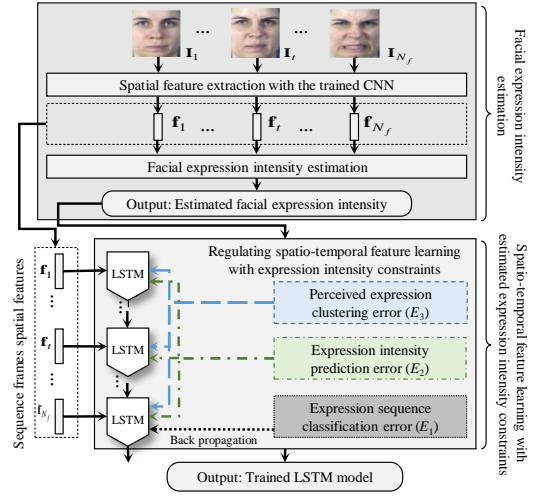 I1 ... It ... INf
Spatial feature extraction with the trained CNN
f1 ... ft ... fNf
Facial expression intensity estimation
Output: Estimated facial expression intensity
Facial expression intensity
estimation
Regulating spatio-temporal feature learning
with expression intensity constraints
f1
LSTM
...
Perceived expression
clustering error (E3)
ft
LSTM
...
Expression intensity
prediction error (E2)
fNf
LSTM
Expression sequence
classification error (E1)
Back propagation
Output: Trained LSTM model
Sequence frames spatial features
Spatio-temporal feature learning with
estimated expression intensity constraints